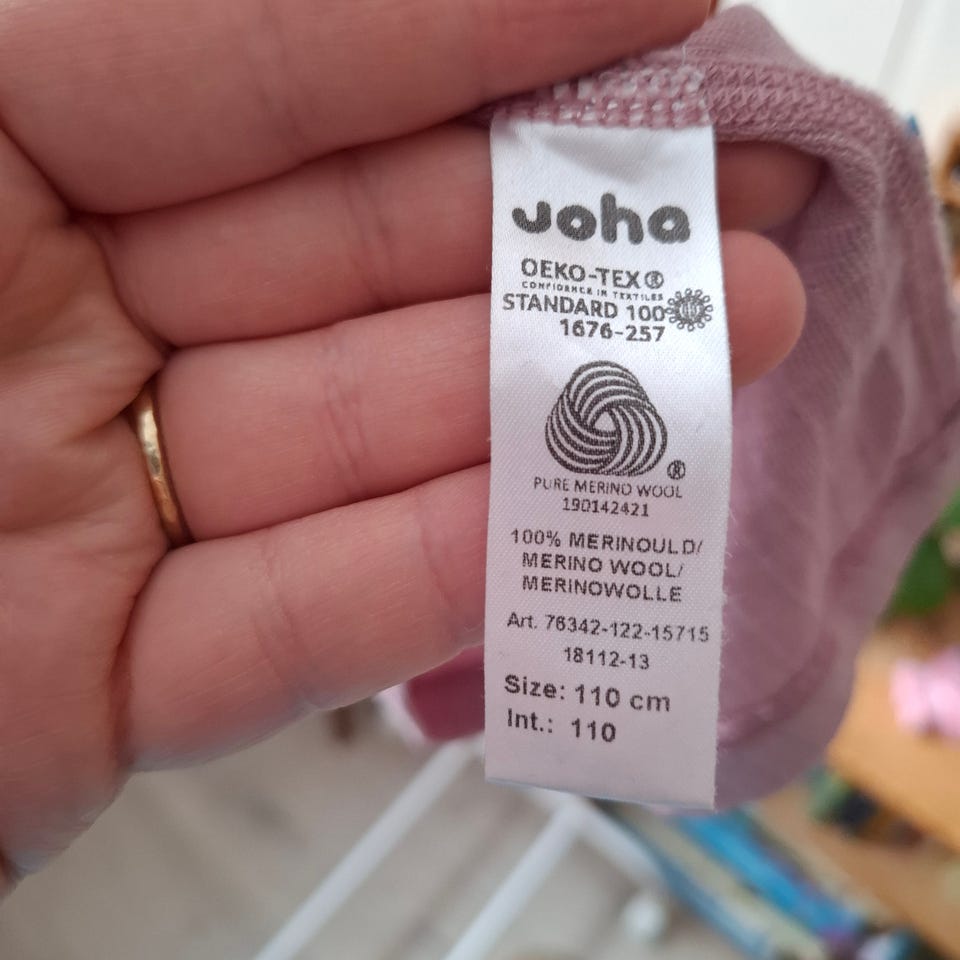 Joha
OEKO-TEX®
CONFIDENCE IN TEXTILES
STANDARD 100
1676-257
®
PURE MERINO WOOL
190142421
100% MERINOULD/
MERINO WOOL/
MERINOWOLLE
Art. 76342-122-15715
18112-13
Size: 110 cm
Int.: 110